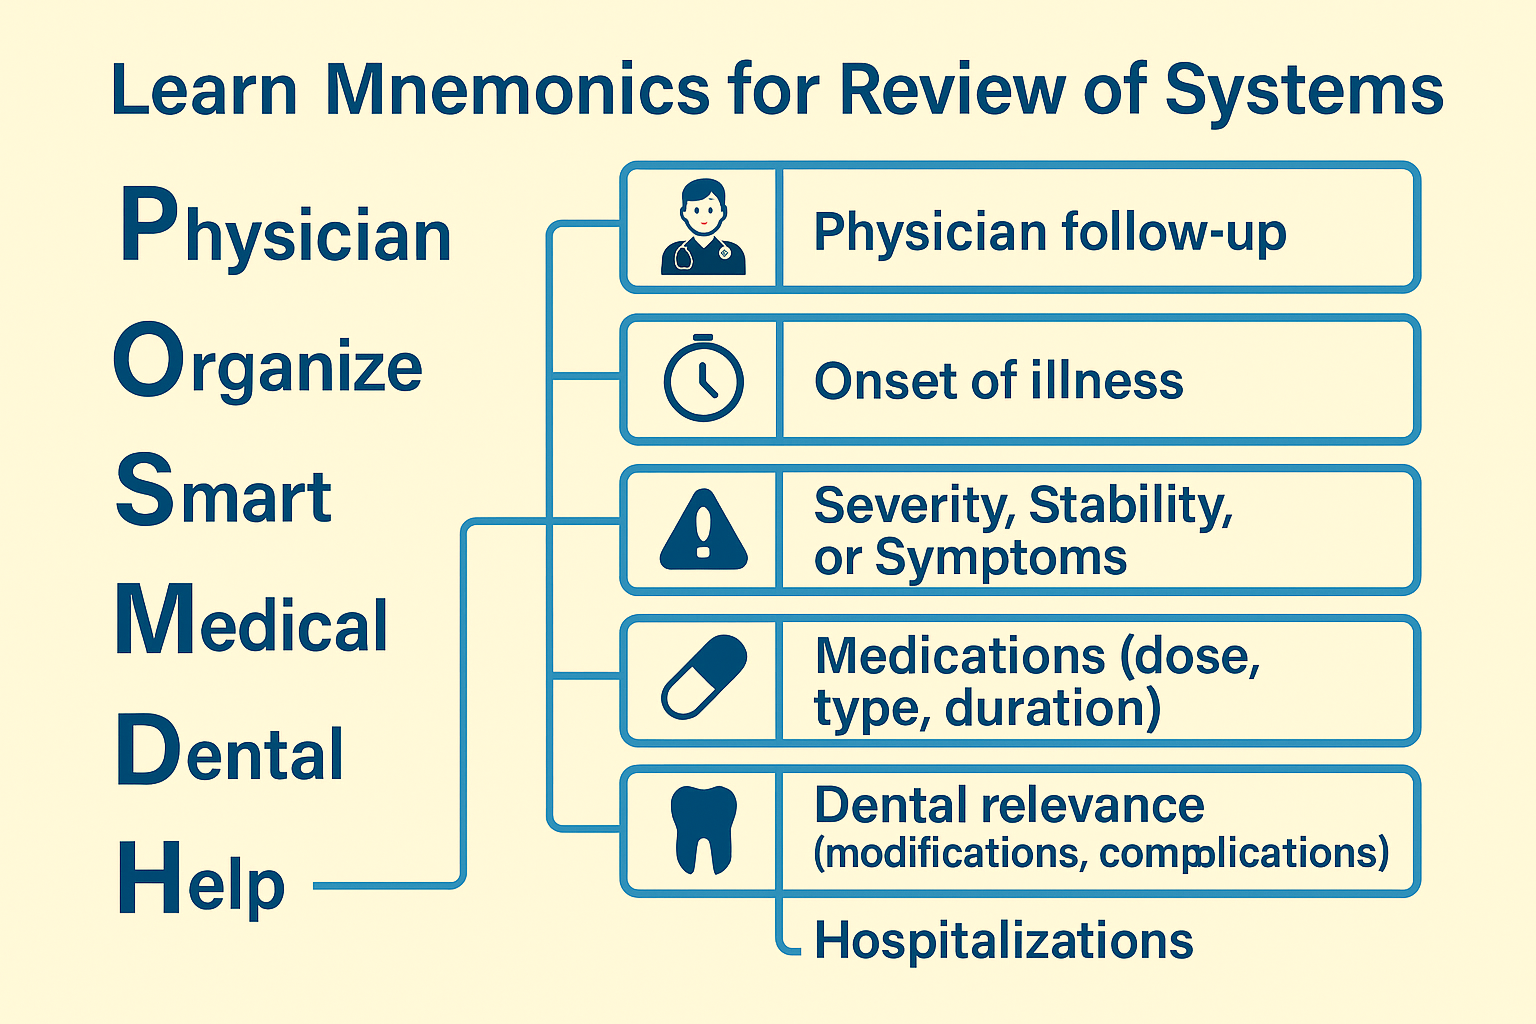 Learn Mnemonics for Review of Systems
Physician
Organize
Smart
Medical
Dental
Help
Physician follow-up
Onset of illness
Severity, Stability,
or Symptoms
Medications (dose,
type, duration)
Dental relevance
(modifications, complications)
Hospitalizations